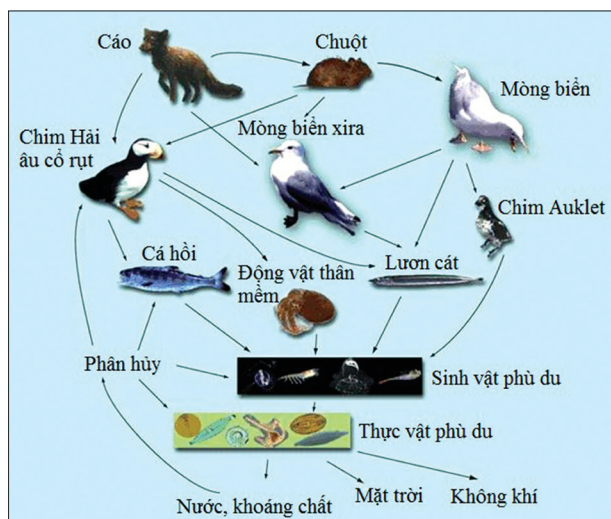 Cáo
Chuột
Mòng biển
Chim Hải
âu cổ rụt
Mòng biển xira
Chim Auklet
Cá hồi
Động vật thân
mềm
Lươn cát
Phân hủy
Sinh vật phù du
Thực vật phù du
Nước, khoáng chất
Mặt trời
Không khí